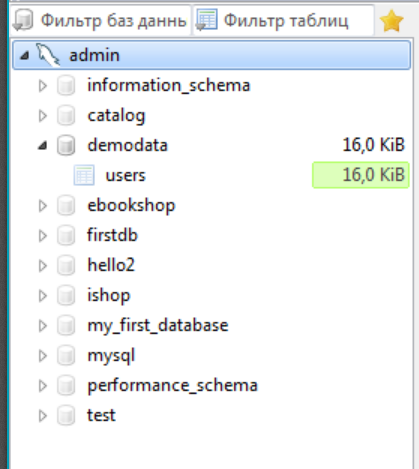 Фильтр баз даннь Фильтр таблиц
admin
information_schema
catalog
demodata 16,0 KiB
users 16,0 KiB
ebookshop
firstdb
hello2
ishop
my_first_database
mysql
performance_schema
test